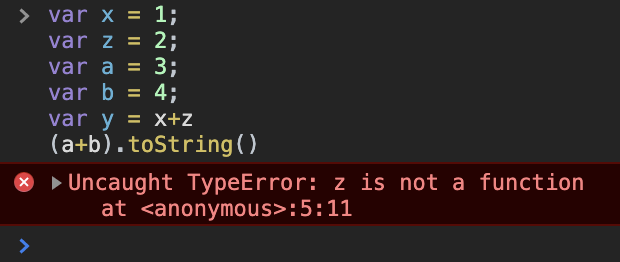 var x = 1;
var z = 2;
var a = 3;
var b = 4;
var y = x+z
(a+b).toString()
Uncaught TypeError: z is not a function
at <anonymous>:5:11